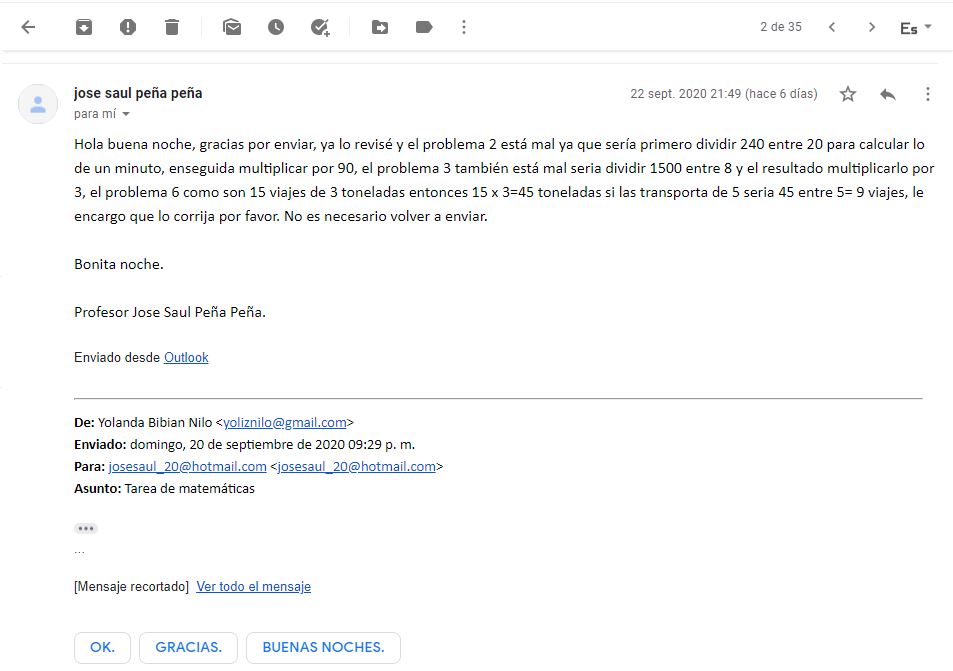 2 de 35
Es
jose saul peña peña
22 sept. 2020 21:49 (hace 6 días)
para mí
Hola buena noche, gracias por enviar, ya lo revisé y el problema 2 está mal ya que sería primero dividir 240 entre 20 para calcular lo
de un minuto, enseguida multiplicar por 90, el problema 3 también está mal seria dividir 1500 entre 8 y el resultado multiplicarlo por
3, el problema 6 como son 15 viajes de 3 toneladas entonces 15 x 3=45 toneladas si las transporta de 5 seria 45 entre 5= 9 viajes, le
encargo que lo corrija por favor. No es necesario volver a enviar.
Bonita noche.
Profesor Jose Saul Peña Peña.
Enviado desde Outlook
De: Yolanda Bibian Nilo <yoliznilo@gmail.com>
Enviado: domingo, 20 de septiembre de 2020 09:29 p. m.
Para: josesaul_20@hotmail.com <josesaul_20@hotmail.com>
Asunto: Tarea de matemáticas
...
[Mensaje recortado] Ver todo el mensaje
OK. GRACIAS. BUENAS NOCHES.